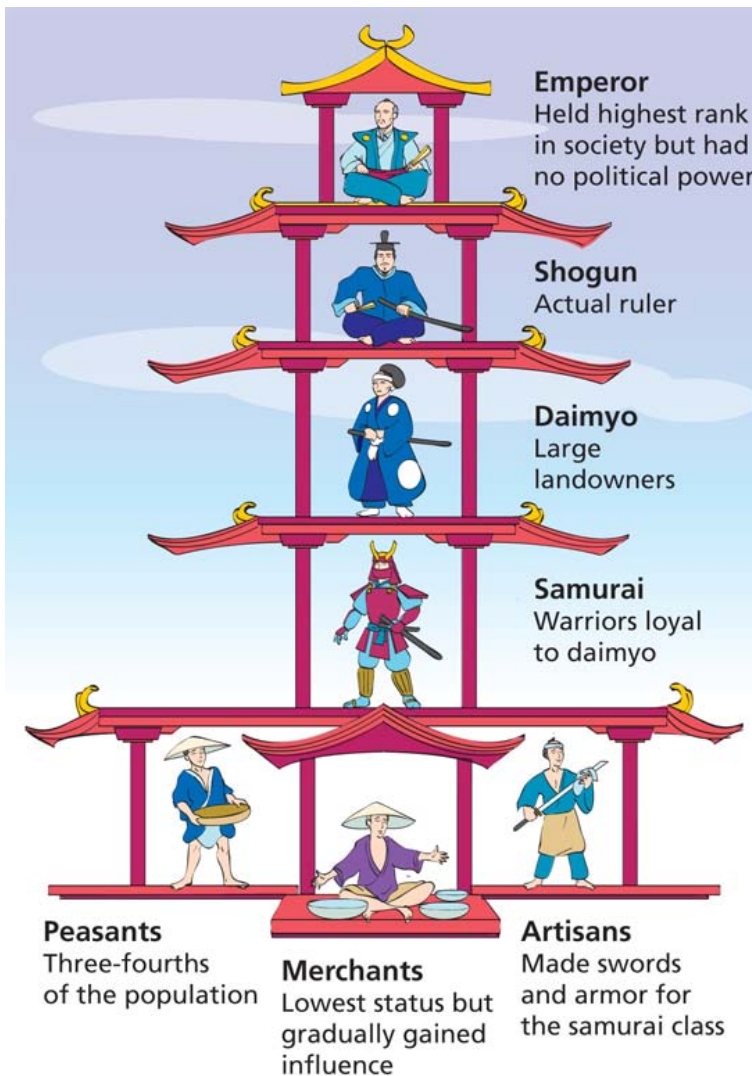 Emperor
Held highest rank
in society but had
no political power
Shogun
Actual ruler
Daimyo
Large
landowners
Samurai
Warriors loyal
to daimyo
Peasants
Three-fourths
of the population
Merchants
Lowest status but
gradually gained
influence
Artisans
Made swords
and armor for
the samurai class